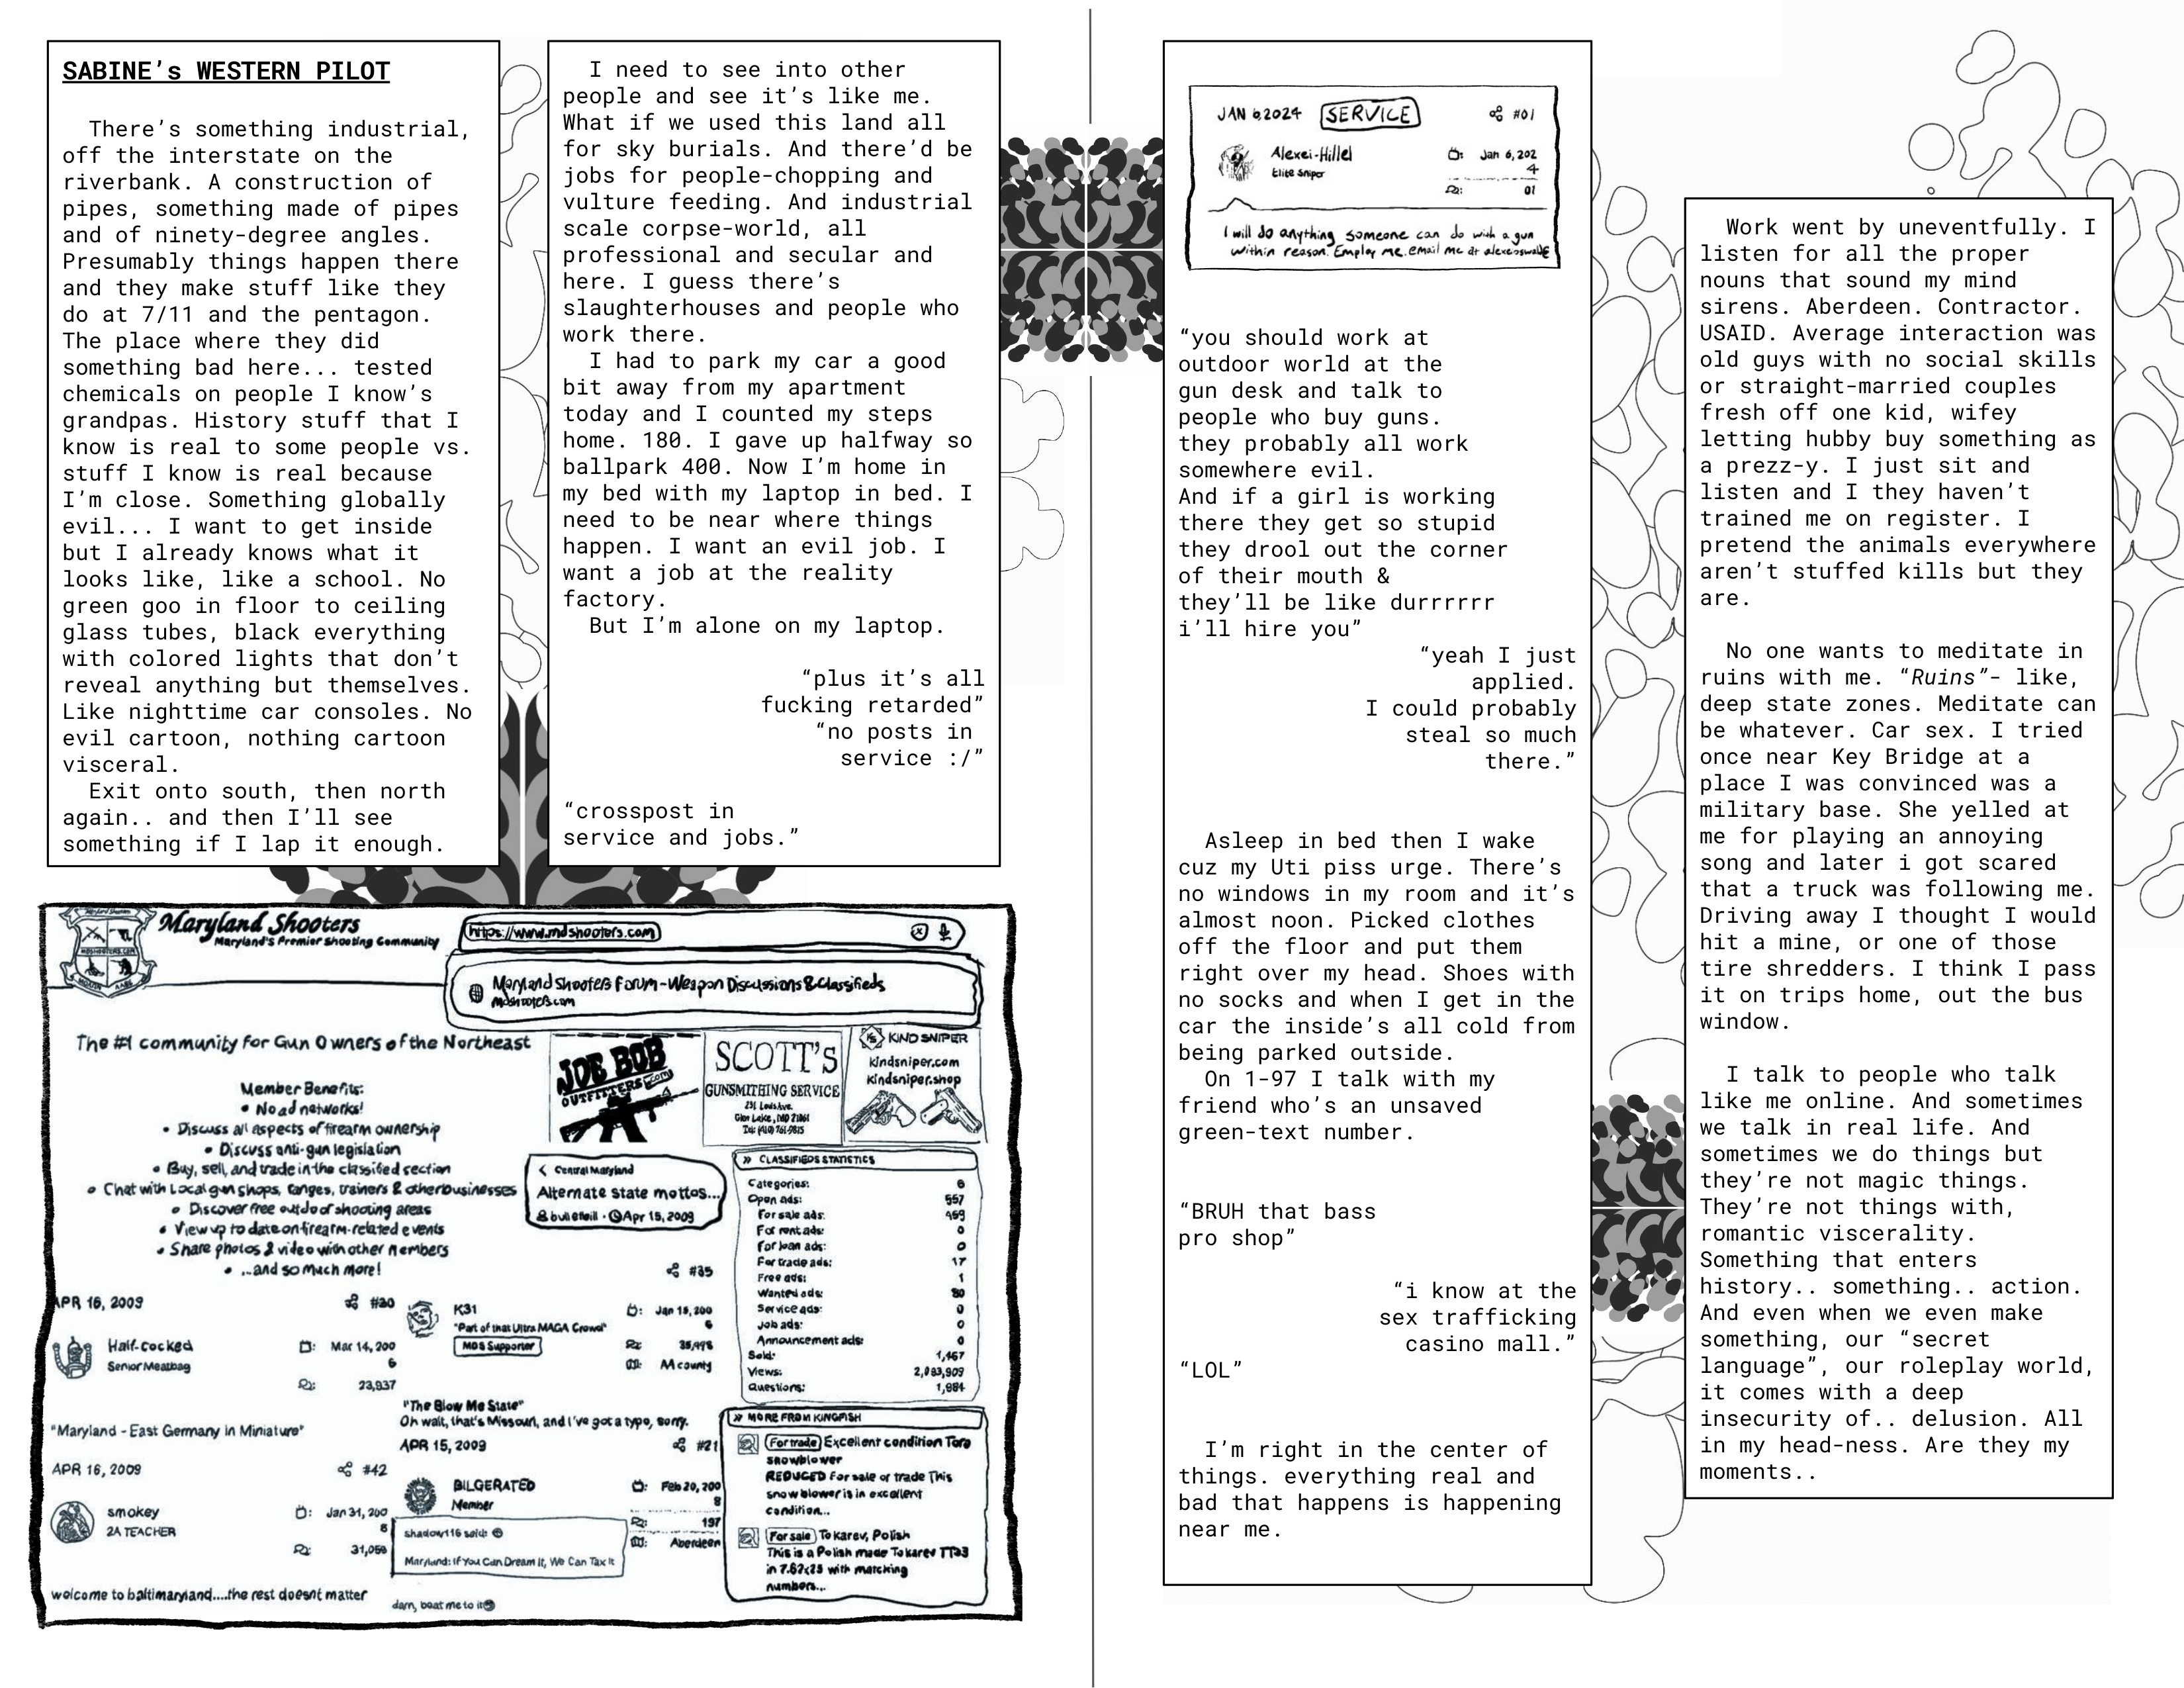 SABINE’s WESTERN PILOT
There’s something industrial,
off the interstate on the
riverbank. A construction of
pipes, something made of pipes
and of ninety-degree angles.
Presumably things happen there
and they make stuff like they
do at 7/11 and the pentagon.
The place where they did
something bad here... tested
chemicals on people I know’s
grandpas. History stuff that I
know is real to some people vs.
stuff I know is real because
I’m close. Something globally
evil... I want to get inside
but I already knows what it
looks like, like a school. No
green goo in floor to ceiling
glass tubes, black everything
with colored lights that don’t
reveal anything but themselves.
Like nighttime car consoles. No
evil cartoon, nothing cartoon
visceral.
Exit onto south, then north
again.. and then I’ll see
something if I lap it enough.
I need to see into other
people and see it’s like me.
What if we used this land all
for sky burials. And there’d be
jobs for people-chopping and
vulture feeding. And industrial
scale corpse-world, all
professional and secular and
here. I guess there’s
slaughterhouses and people who
work there.
I had to park my car a good
bit away from my apartment
today and I counted my steps
home. 180. I gave up halfway so
ballpark 400. Now I’m home in
my bed with my laptop in bed. I
need to be near where things
happen. I want an evil job. I
want a job at the reality
factory.
But I’m alone on my laptop.
“plus it’s all
fucking retarded”
“no posts in
service :/”
“crosspost in
service and jobs.”
Maryland Shooters
Maryland's Premier Shooting Community
https://www.mdshooters.com
Maryland Shooters Forum-Weapon Discussions & Classifieds
mdshooters.com
The #1 community for Gun Owners of the Northeast
Member Benefits:
• No ad networks!
• Discuss all aspects of firearm ownership
• Discuss anti-gun legislation
• Buy, sell, and trade in the classified section
• Chat with Local gun shops, ranges, trainers & other businesses
• Discover free outdoor shooting areas
• View up to date on firearm-related events
• Share photos & video with other members
• ...and so much more!
JOE BOB
OUTFITTERS.com
SCOTT'S
GUNSMITHING SERVICE
KIND SNIPER
kindsniper.com
kindsniper.shop
< Central Maryland
Alternate state mottos...
bulletell · Apr 15, 2009
» CLASSIFIEDS STATISTICS
Categories: 6
Open ads: 557
For sale ads: 459
For rent ads: 0
For loan ads: 0
For trade ads: 17
Free ads: 1
Wanted ads: 80
Service ads: 0
Job ads: 0
Announcement ads: 0
Sold: 1,467
Views: 2,083,909
Questions: 1,984
APR 16, 2009 #30
Half-cocked
Senior Meatbag
Mar 14, 200
6
23,937
"Maryland - East Germany in Miniature"
#35
K31
"Part of that Ultra MAGA Crowd"
MDS Supporter
Jan 18, 200
6
35,978
AA county
"The Blow Me State"
Oh wait, that's Missouri, and I've got a typo, sorry.
APR 16, 2009 #42
smokey
2A TEACHER
Jan 31, 200
8
31,059
welcome to baltimaryland....the rest doesnt matter
APR 15, 2009 #21
BILGERATED
Member
Feb 20, 200
8
197
Aberdeen
shadow116 said:
Maryland: If You Can Dream It, We Can Tax It
darn, beat me to it
» MORE FROM KINGFISH
For trade Excellent condition Toro
snowblower
REDUCED For sale or trade This
snowblower is in excellent
condition...
For sale Tokarev, Polish
This is a Polish made Tokarev TT33
in 7.62x25 with matching
numbers...
JAN 6, 2024 SERVICE #01
Alexei-Hillel
Elite Sniper
Jan 6, 202
4
01
I will do anything someone can do with a gun
within reason. Employ me. email me at
“you should work at
outdoor world at the
gun desk and talk to
people who buy guns.
they probably all work
somewhere evil.
And if a girl is working
there they get so stupid
they drool out the corner
of their mouth &
they’ll be like durrrrrr
i’ll hire you”
“yeah I just
applied.
I could probably
steal so much
there.”
Asleep in bed then I wake
cuz my Uti piss urge. There’s
no windows in my room and it’s
almost noon. Picked clothes
off the floor and put them
right over my head. Shoes with
no socks and when I get in the
car the inside’s all cold from
being parked outside.
On 1-97 I talk with my
friend who’s an unsaved
green-text number.
“BRUH that bass
pro shop”
“i know at the
sex trafficking
casino mall.”
“LOL”
I’m right in the center of
things. everything real and
bad that happens is happening
near me.
Work went by uneventfully. I
listen for all the proper
nouns that sound my mind
sirens. Aberdeen. Contractor.
USAID. Average interaction was
old guys with no social skills
or straight-married couples
fresh off one kid, wifey
letting hubby buy something as
a prezz-y. I just sit and
listen and I they haven’t
trained me on register. I
pretend the animals everywhere
aren’t stuffed kills but they
are.
No one wants to meditate in
ruins with me. “Ruins”- like,
deep state zones. Meditate can
be whatever. Car sex. I tried
once near Key Bridge at a
place I was convinced was a
military base. She yelled at
me for playing an annoying
song and later i got scared
that a truck was following me.
Driving away I thought I would
hit a mine, or one of those
tire shredders. I think I pass
it on trips home, out the bus
window.
I talk to people who talk
like me online. And sometimes
we talk in real life. And
sometimes we do things but
they’re not magic things.
They’re not things with,
romantic viscerality.
Something that enters
history.. something.. action.
And even when we even make
something, our “secret
language”, our roleplay world,
it comes with a deep
insecurity of.. delusion. All
in my head-ness. Are they my
moments..